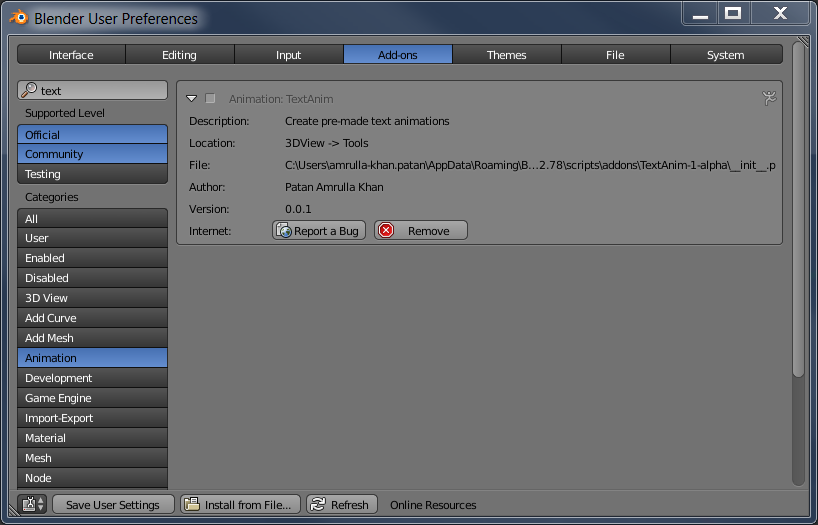 Blender User Preferences
Interface Editing Input Add-ons Themes File System
text
Supported Level
Official
Community
Testing
Categories
All
User
Enabled
Disabled
3D View
Add Curve
Add Mesh
Animation
Development
Game Engine
Import-Export
Material
Mesh
Node
Animation: TextAnim
Description: Create pre-made text animations
Location: 3DView -> Tools
File: C:\Users\amrulla-khan.patan\AppData\Roaming\B...2.78\scripts\addons\TextAnim-1-alpha\__init__.p
Author: Patan Amrulla Khan
Version: 0.0.1
Internet: Report a Bug Remove
Save User Settings Install from File... Refresh Online Resources